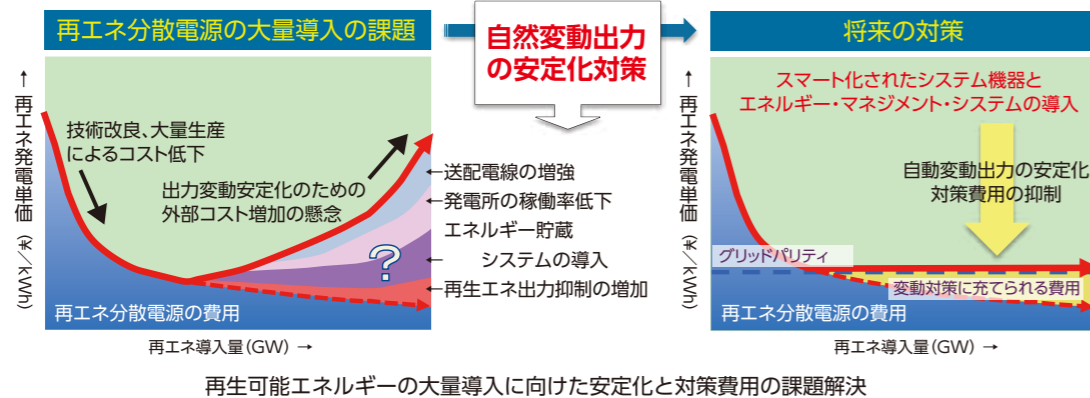 再エネ分散電源の大量導入の課題
自然変動出力
の安定化対策
将来の対策
↑ 再エネ発電単価（￥／kWh）
技術改良、大量生産
によるコスト低下
出力変動安定化のための
外部コスト増加の懸念
?
再エネ分散電源の費用
再エネ導入量(GW) →
←送配電線の増強
←発電所の稼働率低下
エネルギー貯蔵
←システムの導入
←再生エネ出力抑制の増加
↑ 再エネ発電単価（￥／kWh）
スマート化されたシステム機器と
エネルギー・マネジメント・システムの導入
自動変動出力の安定化
対策費用の抑制
グリッドパリティ
変動対策に充てられる費用
再エネ分散電源の費用
再エネ導入量(GW) →
再生可能エネルギーの大量導入に向けた安定化と対策費用の課題解決